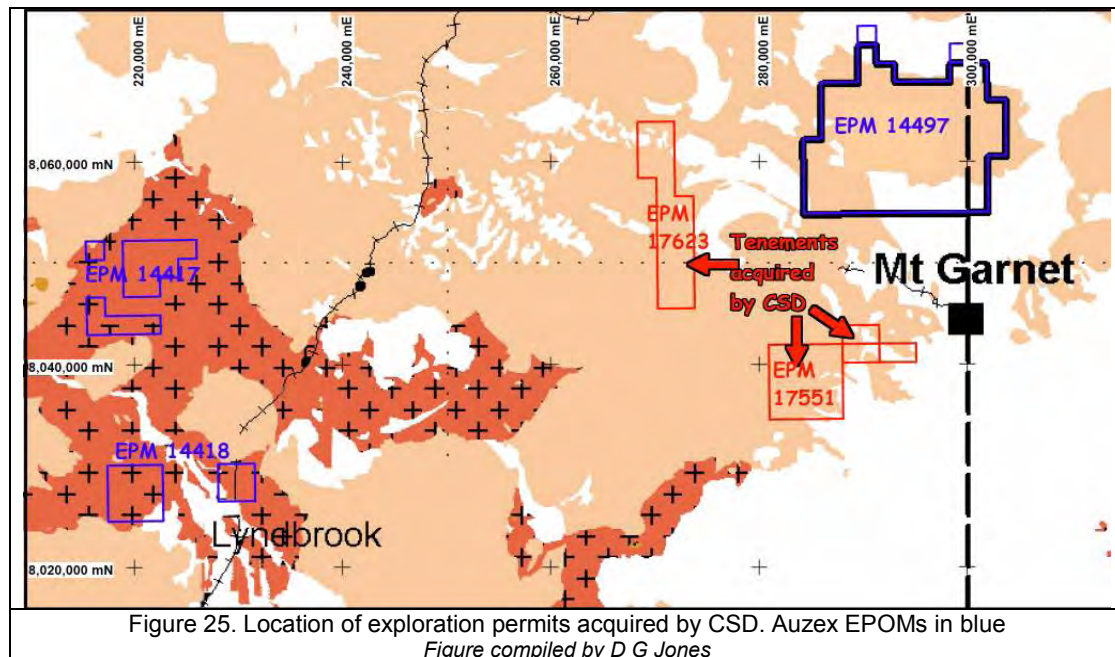 220,000 mE
240,000 mE
260,000 mE
280,000 mE
300,000 mE
EPM 14497
8,060,000 mN
EPM
17623
Tenements
acquired
by CSD
EPM 14417
Mt Garnet
8,040,000 mN
EPM
17551
EPM 14418
Lynebrook
8,020,000 mN
Figure 25. Location of exploration permits acquired by CSD. Auzex EPOMs in blue
Figure compiled by D G Jones